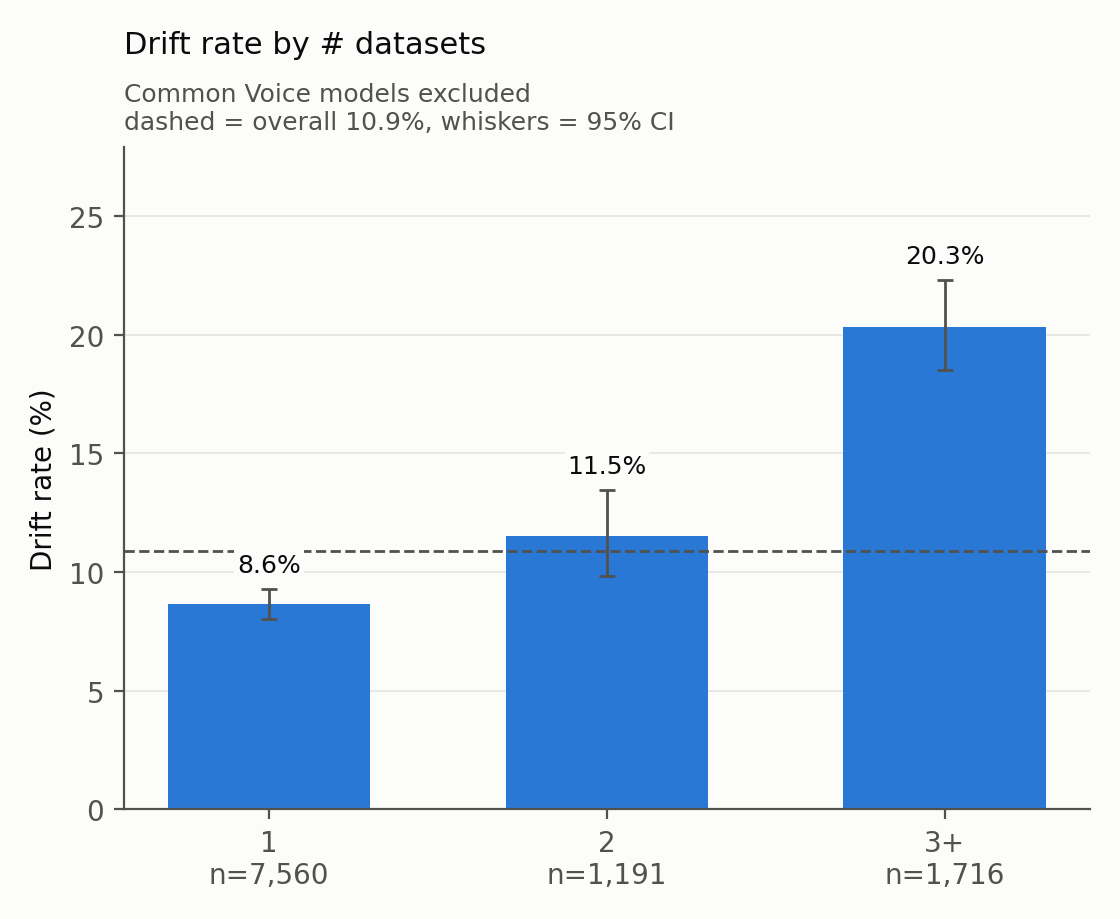 Drift rate by # datasets
Common Voice models excluded
dashed = overall 10.9%, whiskers = 95% CI
Drift rate (%)
25
20
15
10
5
0
8.6%
11.5%
20.3%
1
n=7,560
2
n=1,191
3+
n=1,716